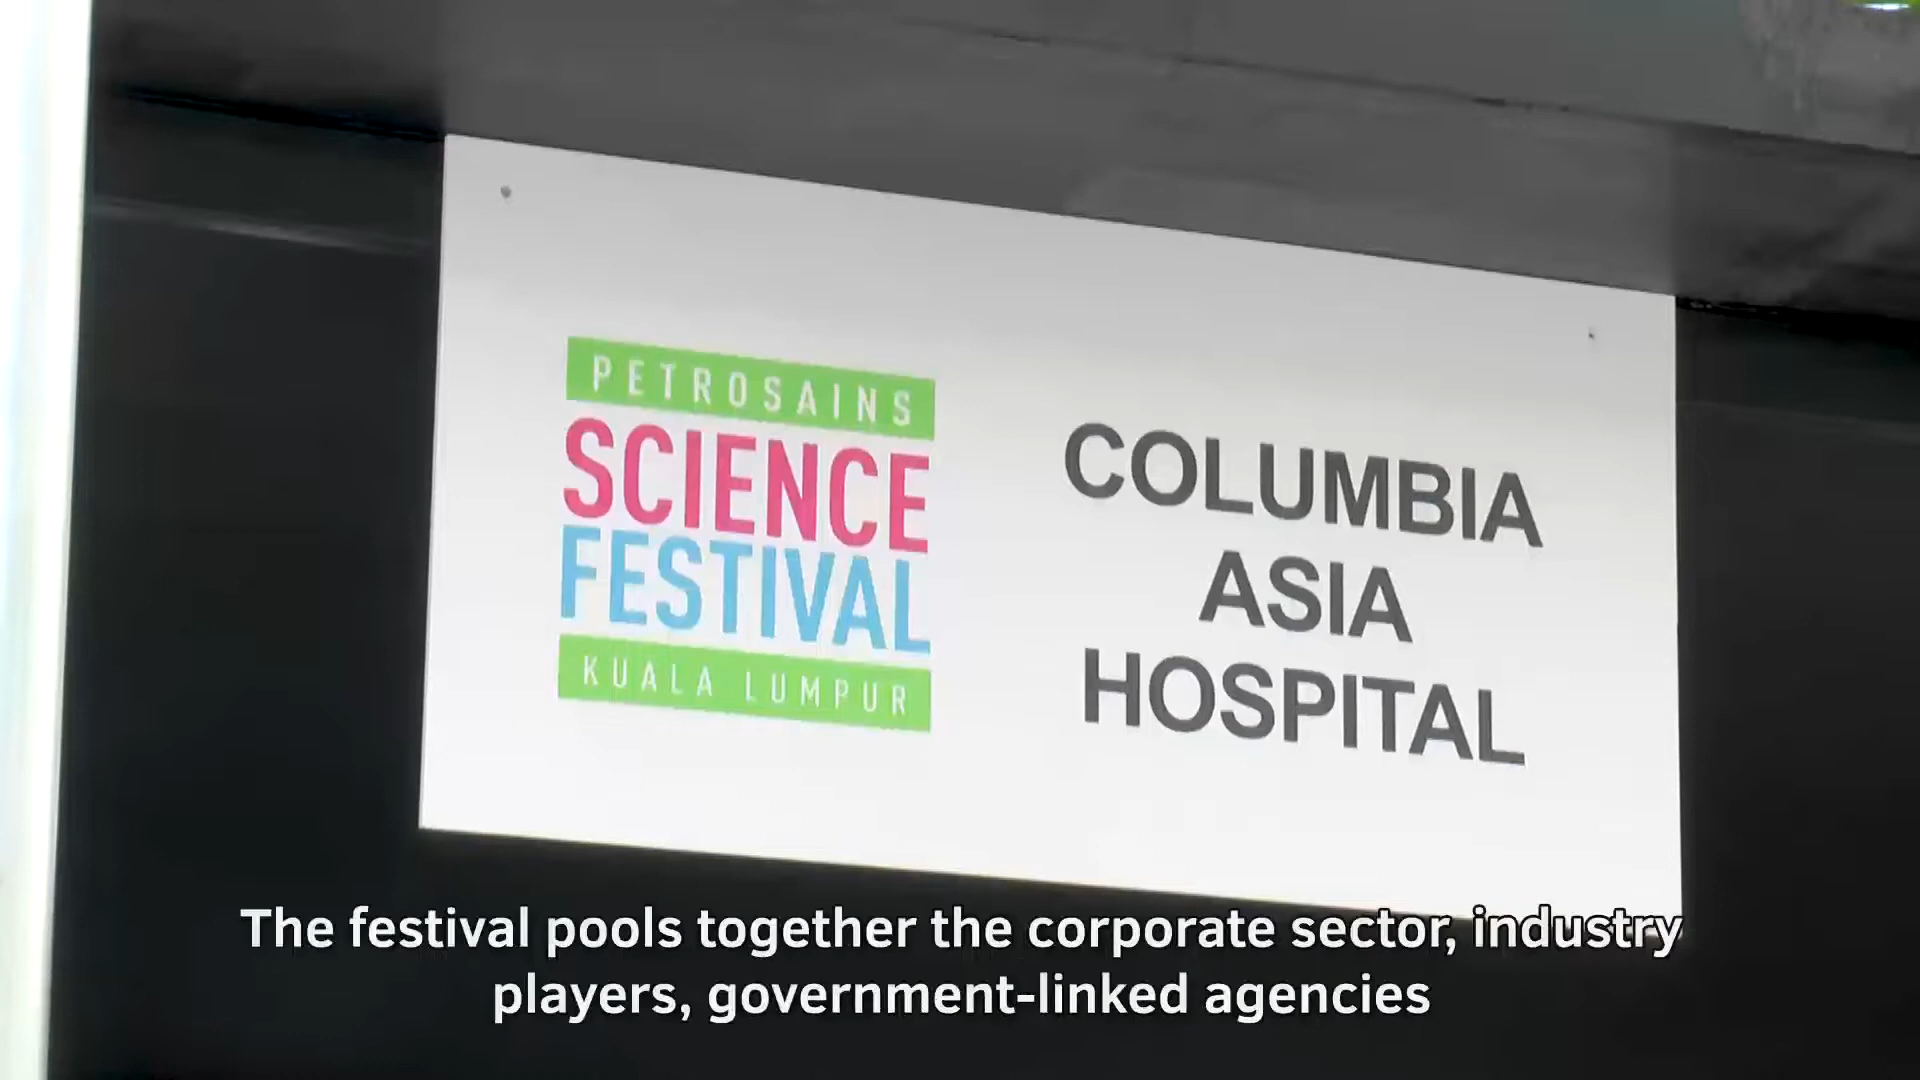 PETROSAINS
SCIENCE
FESTIVAL
KUALA LUMPUR
COLUMBIA
ASIA
HOSPITAL
The festival pools together the corporate sector, industry
players, government-linked agencies